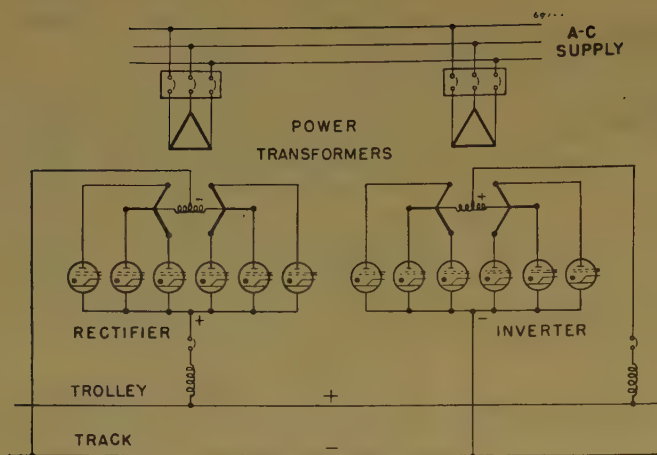 A-C
SUPPLY
POWER
TRANSFORMERS
-
+
RECTIFIER
+
-
INVERTER
TROLLEY
+
TRACK
-